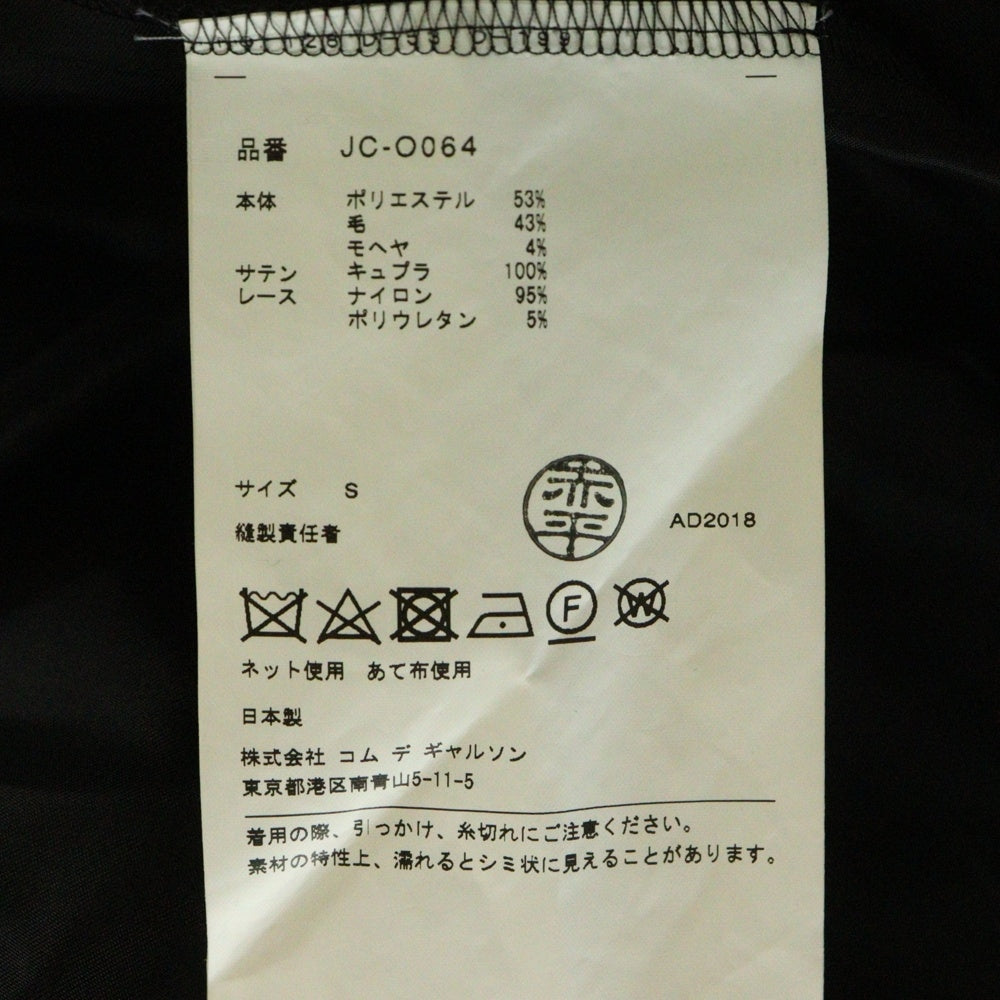 品番 JC-O064
本体 ポリエステル 53%
毛 43%
モヘヤ 4%
サテン キュプラ 100%
レース ナイロン 95%
ポリウレタン 5%
サイズ S
縫製責任者 赤平 AD2018
F W
ネット使用 あて布使用
日本製
株式会社 コム デ ギャルソン
東京都港区南青山5-11-5
着用の際、引っかけ、糸切れにご注意ください。
素材の特性上、濡れるとシミ状に見えることがあります。